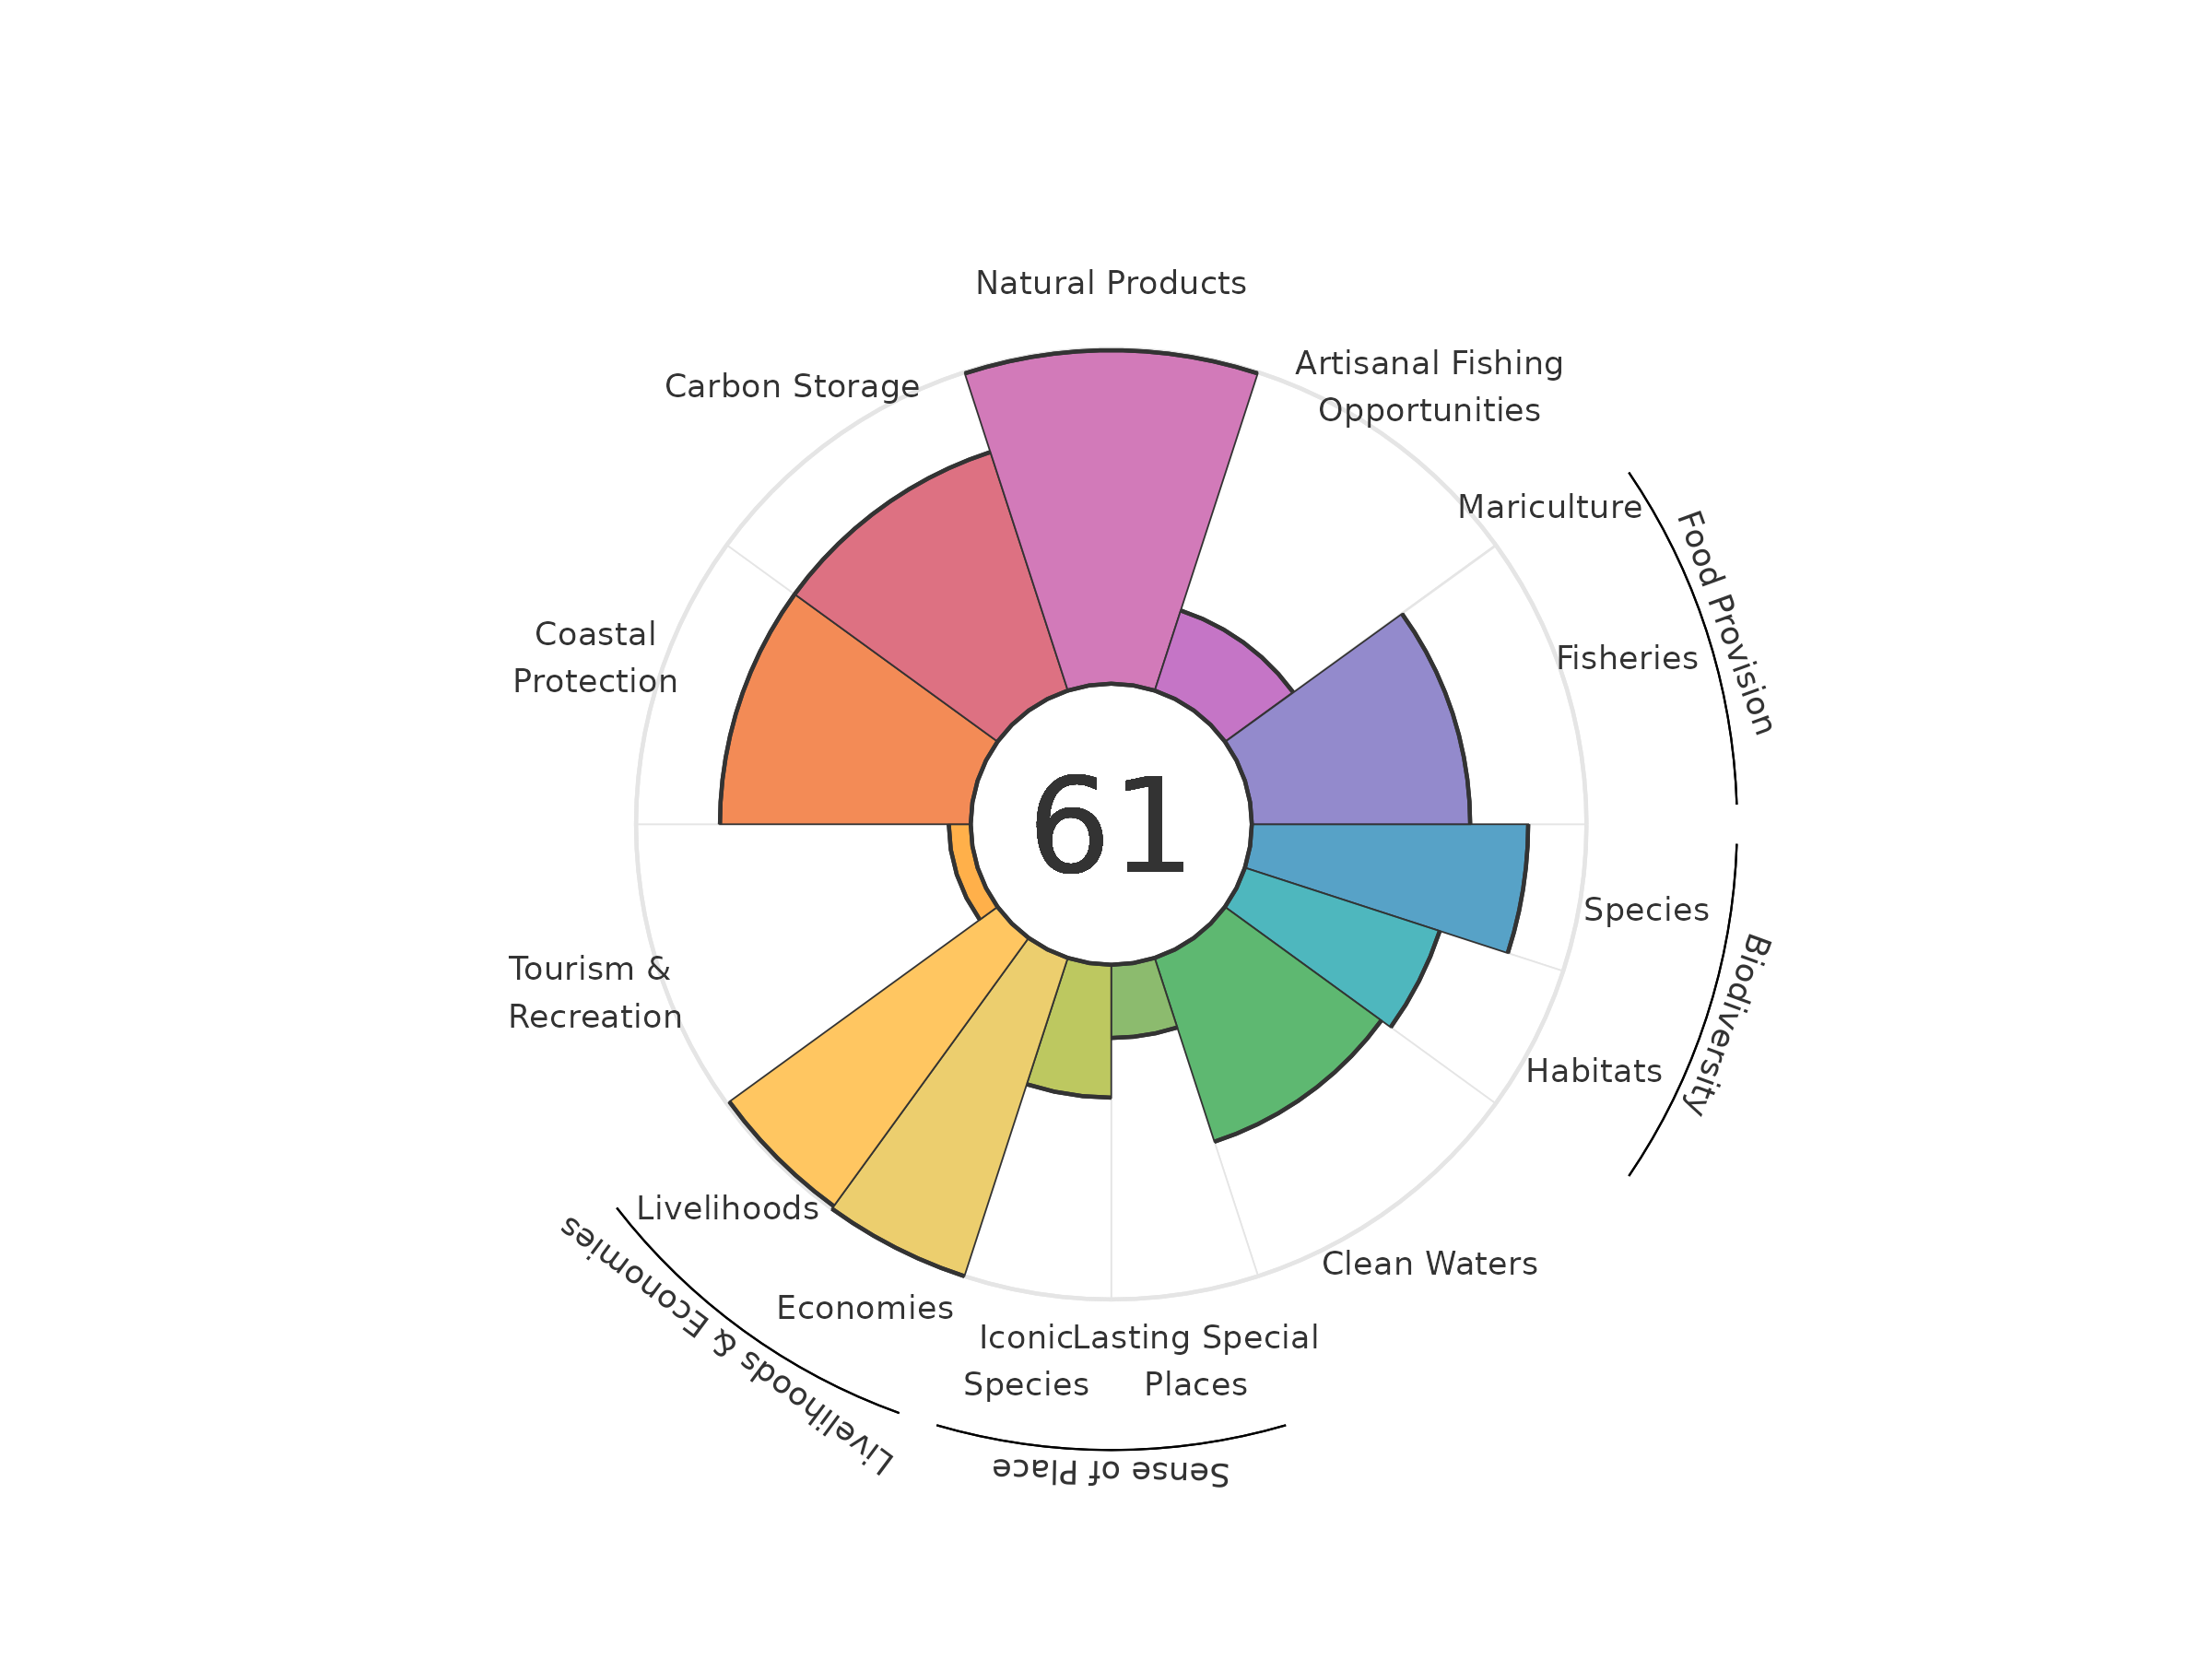 Natural Products
Artisanal Fishing
Opportunities
Carbon Storage
Mariculture
Food Provision
Coastal
Protection
Fisheries
61
Species
Biodiversity
Tourism &
Recreation
Habitats
Livelihoods
Clean Waters
Economies
Livelihoods & Economies
Iconic
Species
Lasting Special
Places
Sense of Place